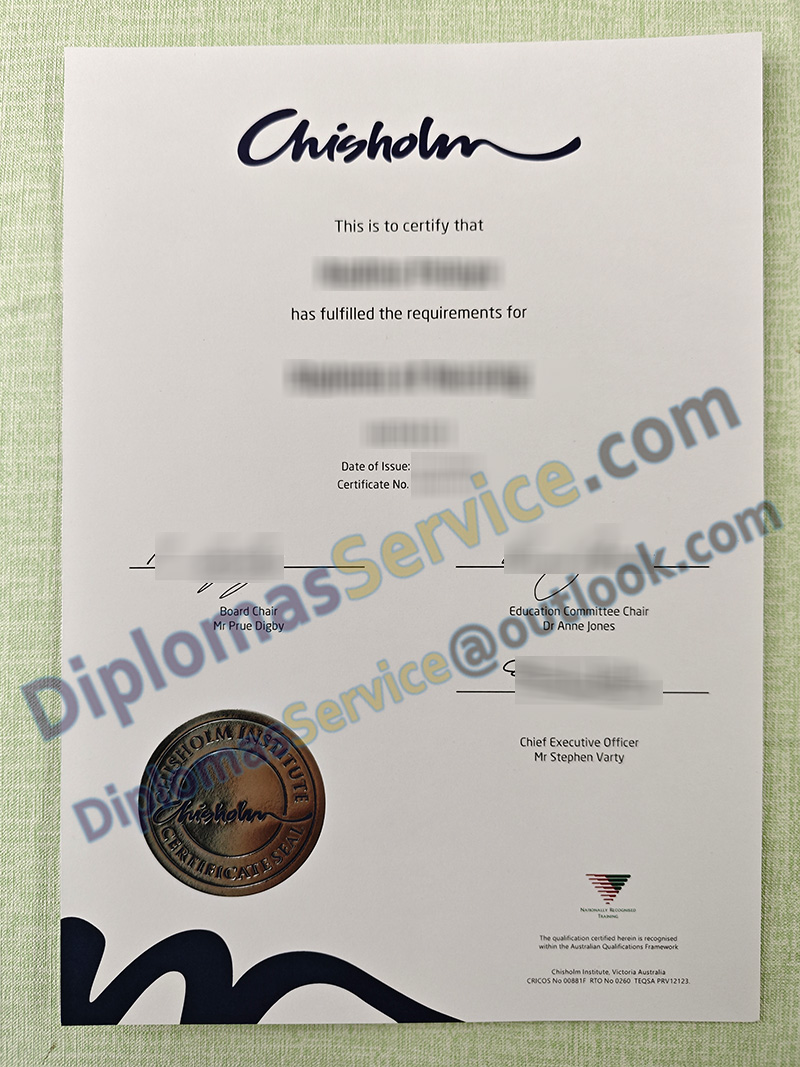 Chisholm
This is to certify that
has fulfilled the requirements for
Date of Issue:
Certificate No.
DiplomasService.com
Board Chair
Mr Prue Digby
Education Committee Chair
Dr Anne Jones
DiplomasService@outlook.com
Chief Executive Officer
Mr Stephen Varty
CHISHOLM INSTITUTE
Chisholm
CERTIFICATE SEAL
NATIONALLY RECOGNISED
TRAINING
The qualification certified herein is recognised
within the Australian Qualifications Framework
Chisholm Institute, Victoria Australia
CRICOS No 00881F RTO No 0260 TEQSA PRV12123.